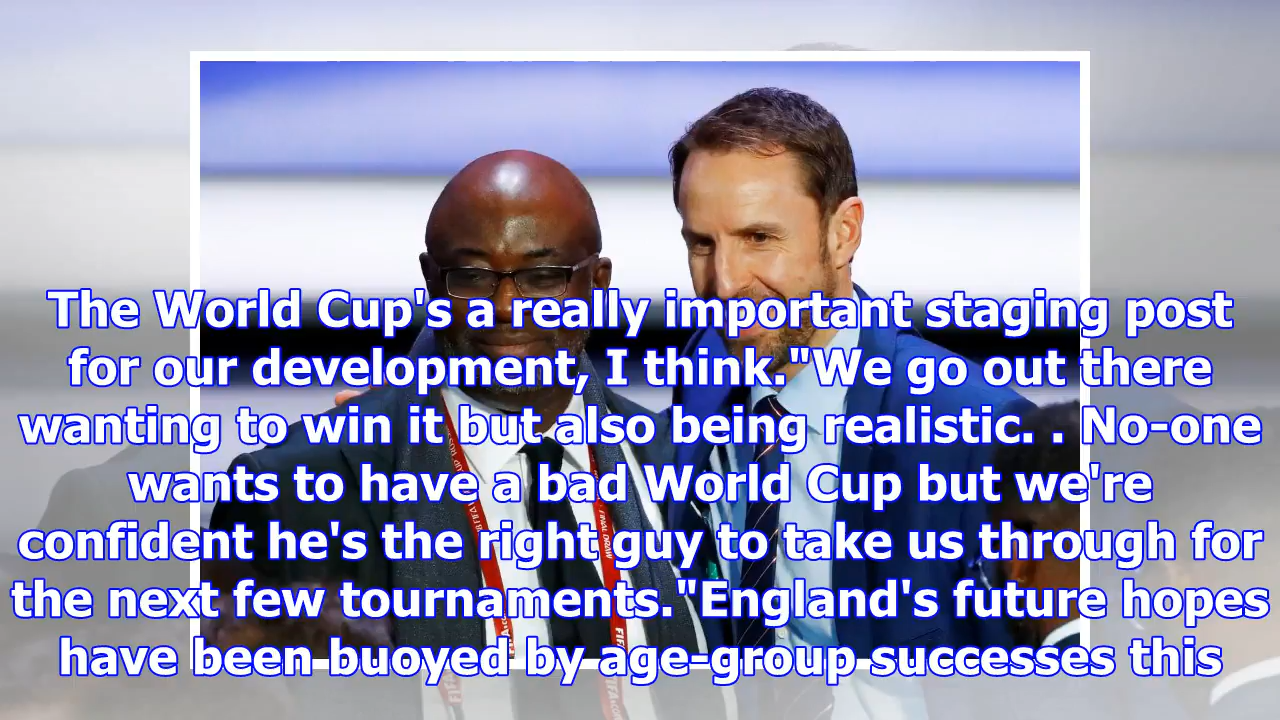 The World Cup's a really important staging post
for our development, I think."We go out there
wanting to win it but also being realistic. . No-one
wants to have a bad World Cup but we're
confident he's the right guy to take us through for
the next few tournaments."England's future hopes
have been buoyed by age-group successes this